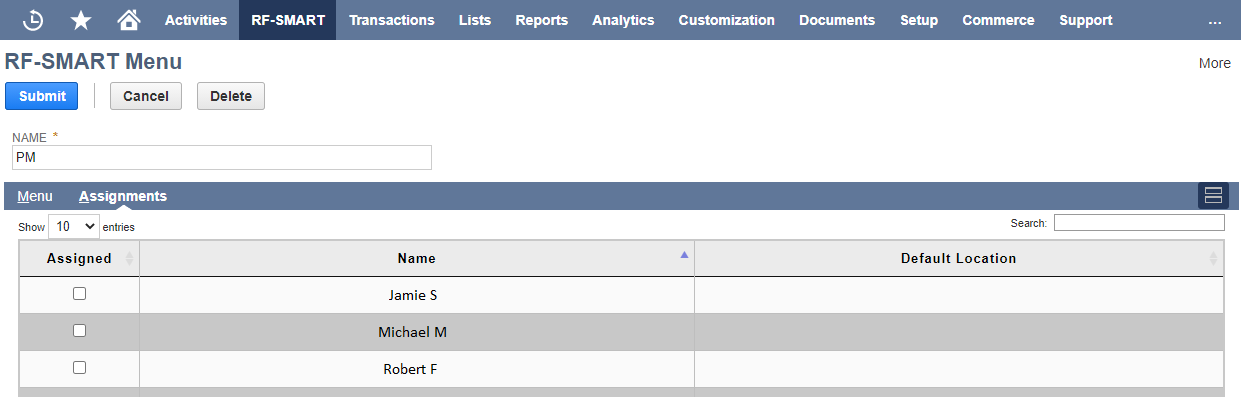 Activities RF-SMART Transactions Lists Reports Analytics Customization Documents Setup Commerce Support ...
RF-SMART Menu More
Submit Cancel Delete
NAME *
PM
Menu Assignments
Show 10 entries Search:
Assigned Name Default Location
Jamie S
Michael M
Robert F